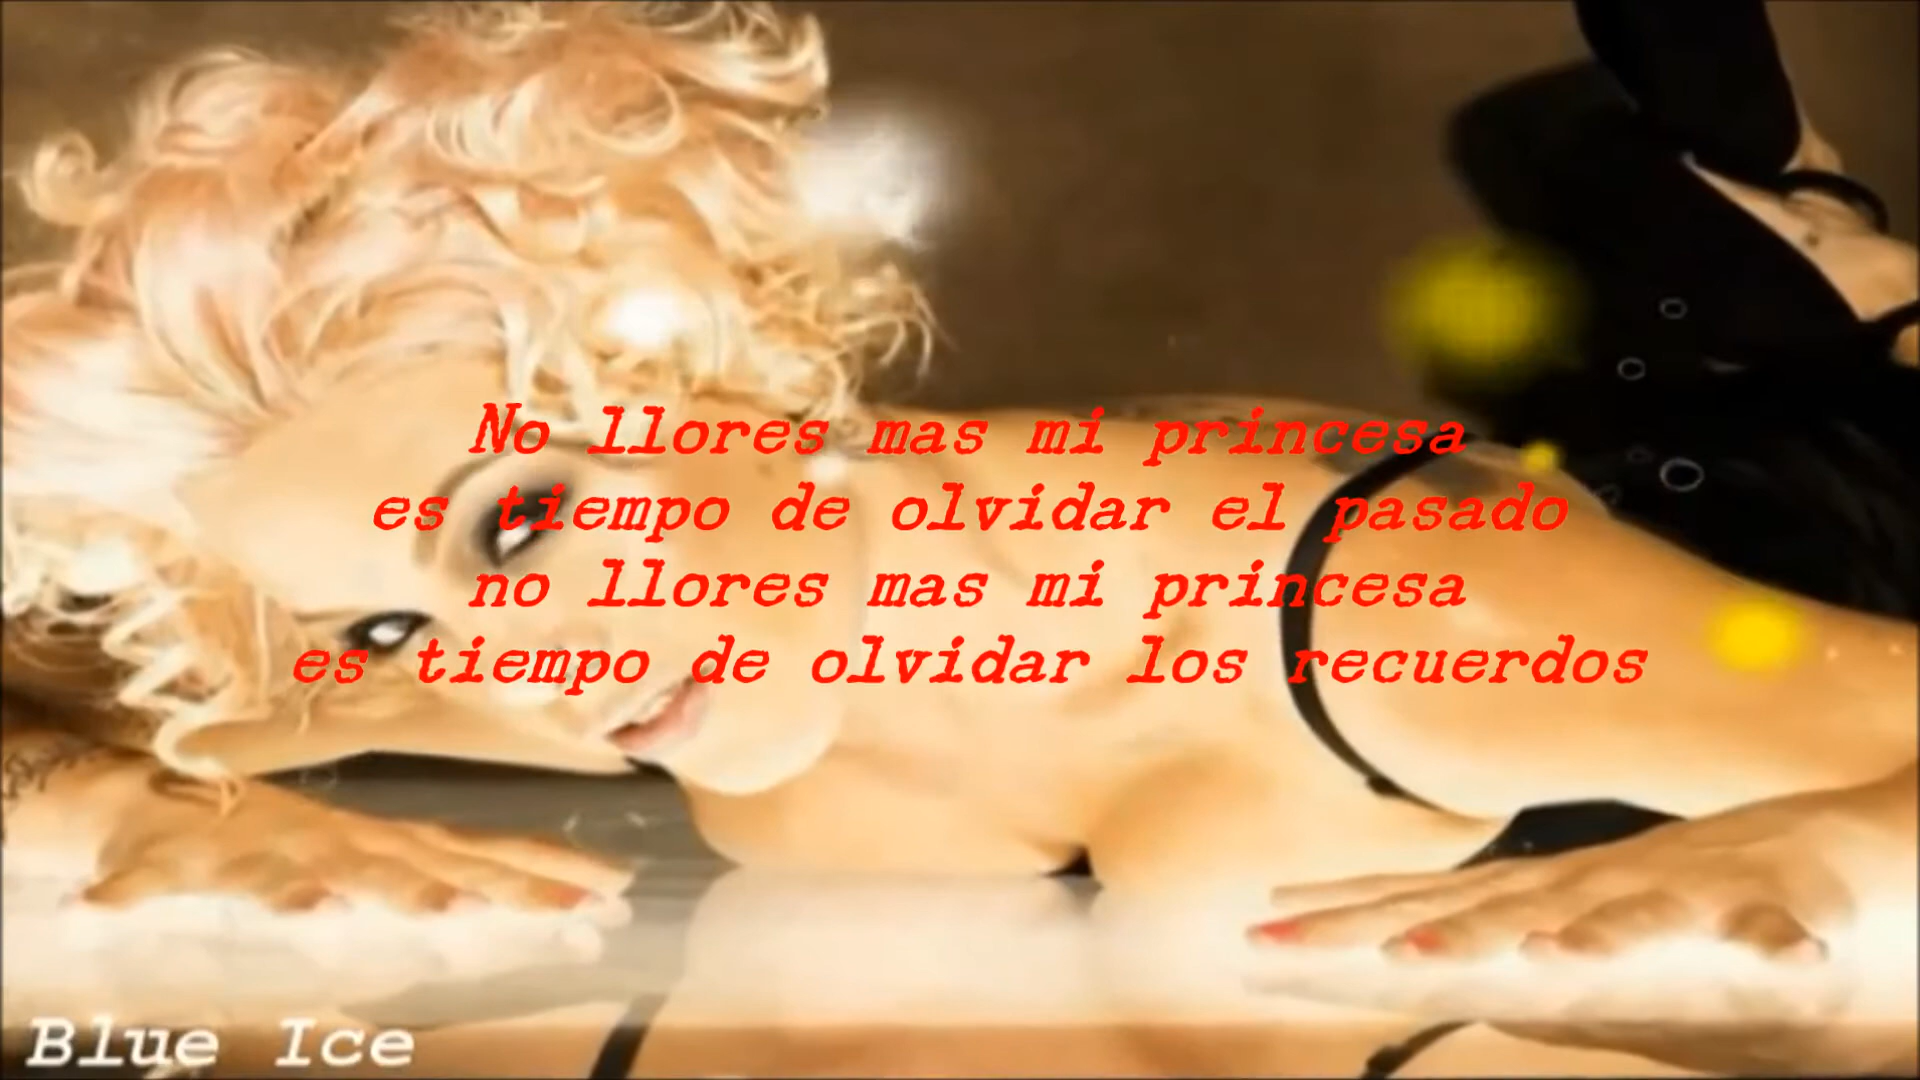 No llores mas mi princesa
es tiempo de olvidar el pasado
no llores mas mi princesa
es tiempo de olvidar los recuerdos
Blue Ice